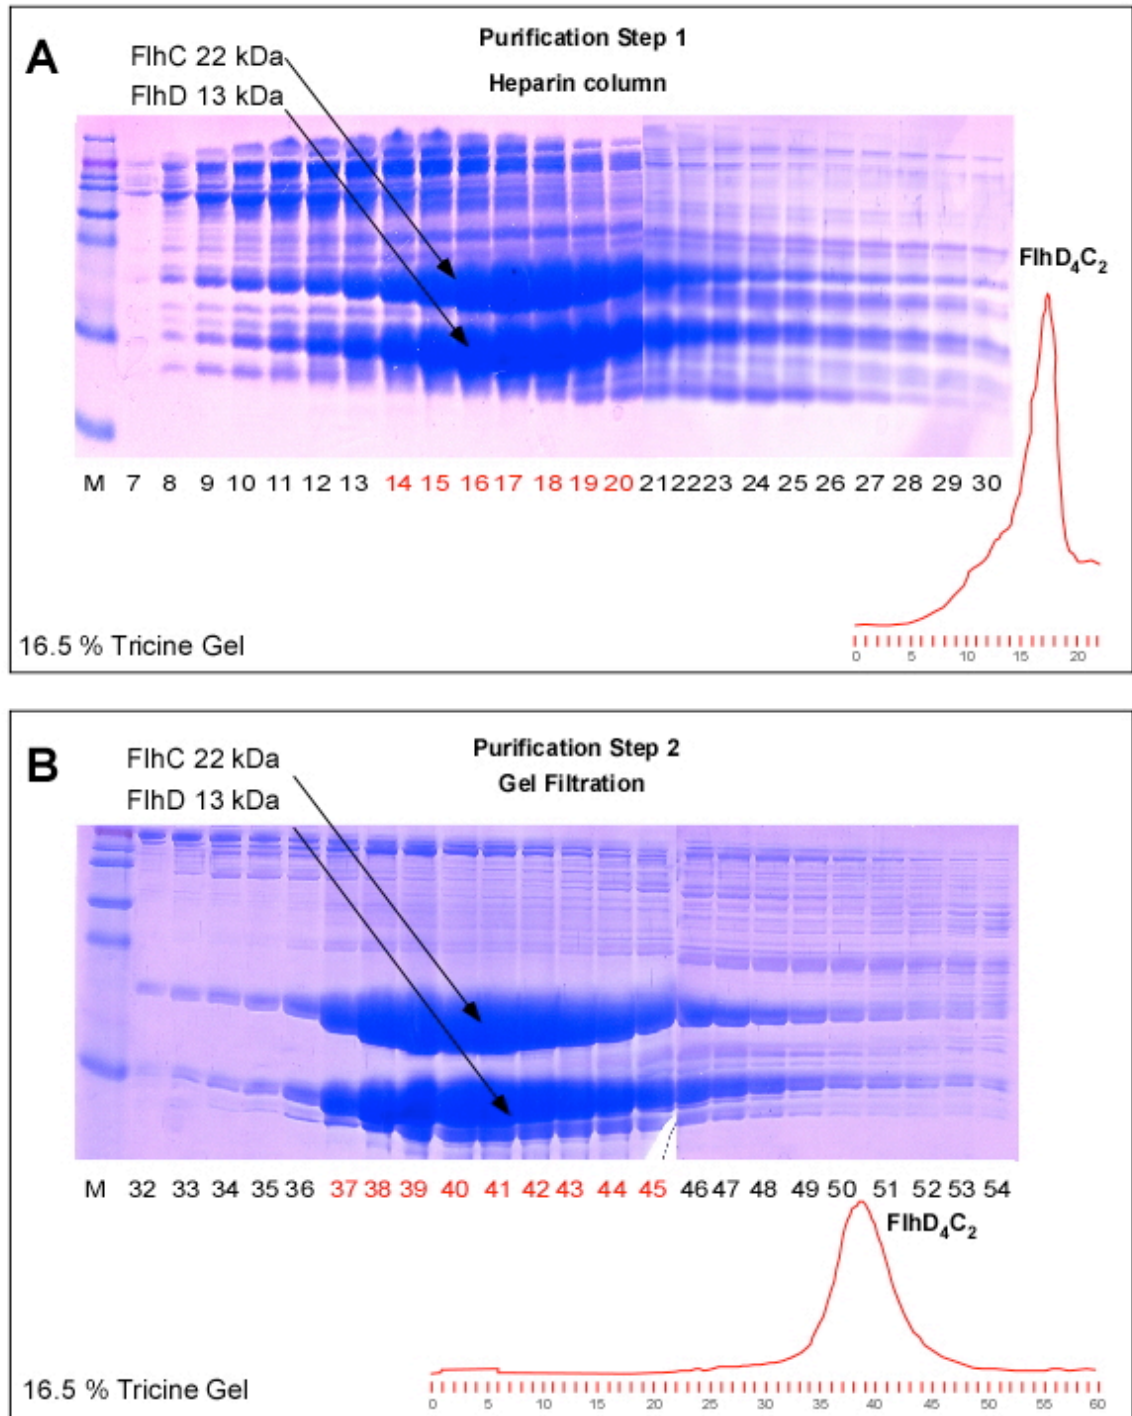 A
Purification Step 1
Heparin column
FlhC 22 kDa
FlhD 13 kDa
FlhD4C2
M 7 8 9 10 11 12 13 14 15 16 17 18 19 20 21 22 23 24 25 26 27 28 29 30
16.5 % Tricine Gel
0 5 10 15 20
B
Purification Step 2
Gel Filtration
FlhC 22 kDa
FlhD 13 kDa
M 32 33 34 35 36 37 38 39 40 41 42 43 44 45 46 47 48 49 50 51 52 53 54
FlhD4C2
16.5 % Tricine Gel
0 5 10 15 20 25 30 35 40 45 50 55 60